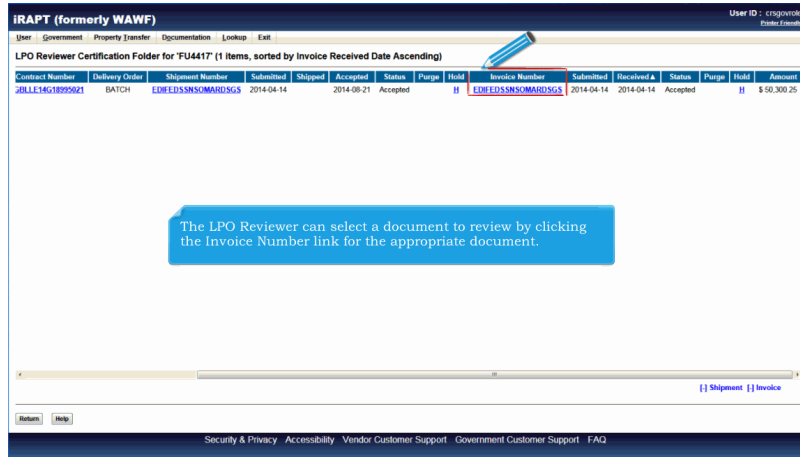 iRAPT (formerly WAWF)
User ID : crsgovrole
Printer Friendly
User Government Property Transfer Documentation Lookup Exit
LPO Reviewer Certification Folder for 'FU4417' (1 items, sorted by Invoice Received Date Ascending)
Contract Number Delivery Order Shipment Number Submitted Shipped Accepted Status Purge Hold Invoice Number Submitted Received▲ Status Purge Hold Amount
GBLLE14G18995021 BATCH EDIFEDSSNSOMARDSGS 2014-04-14 2014-08-21 Accepted H EDIFEDSSNSOMARDSGS 2014-04-14 2014-04-14 Accepted H $ 50,300.25
The LPO Reviewer can select a document to review by clicking
the Invoice Number link for the appropriate document.
[-] Shipment [-] Invoice
Return Help
Security & Privacy Accessibility Vendor Customer Support Government Customer Support FAQ